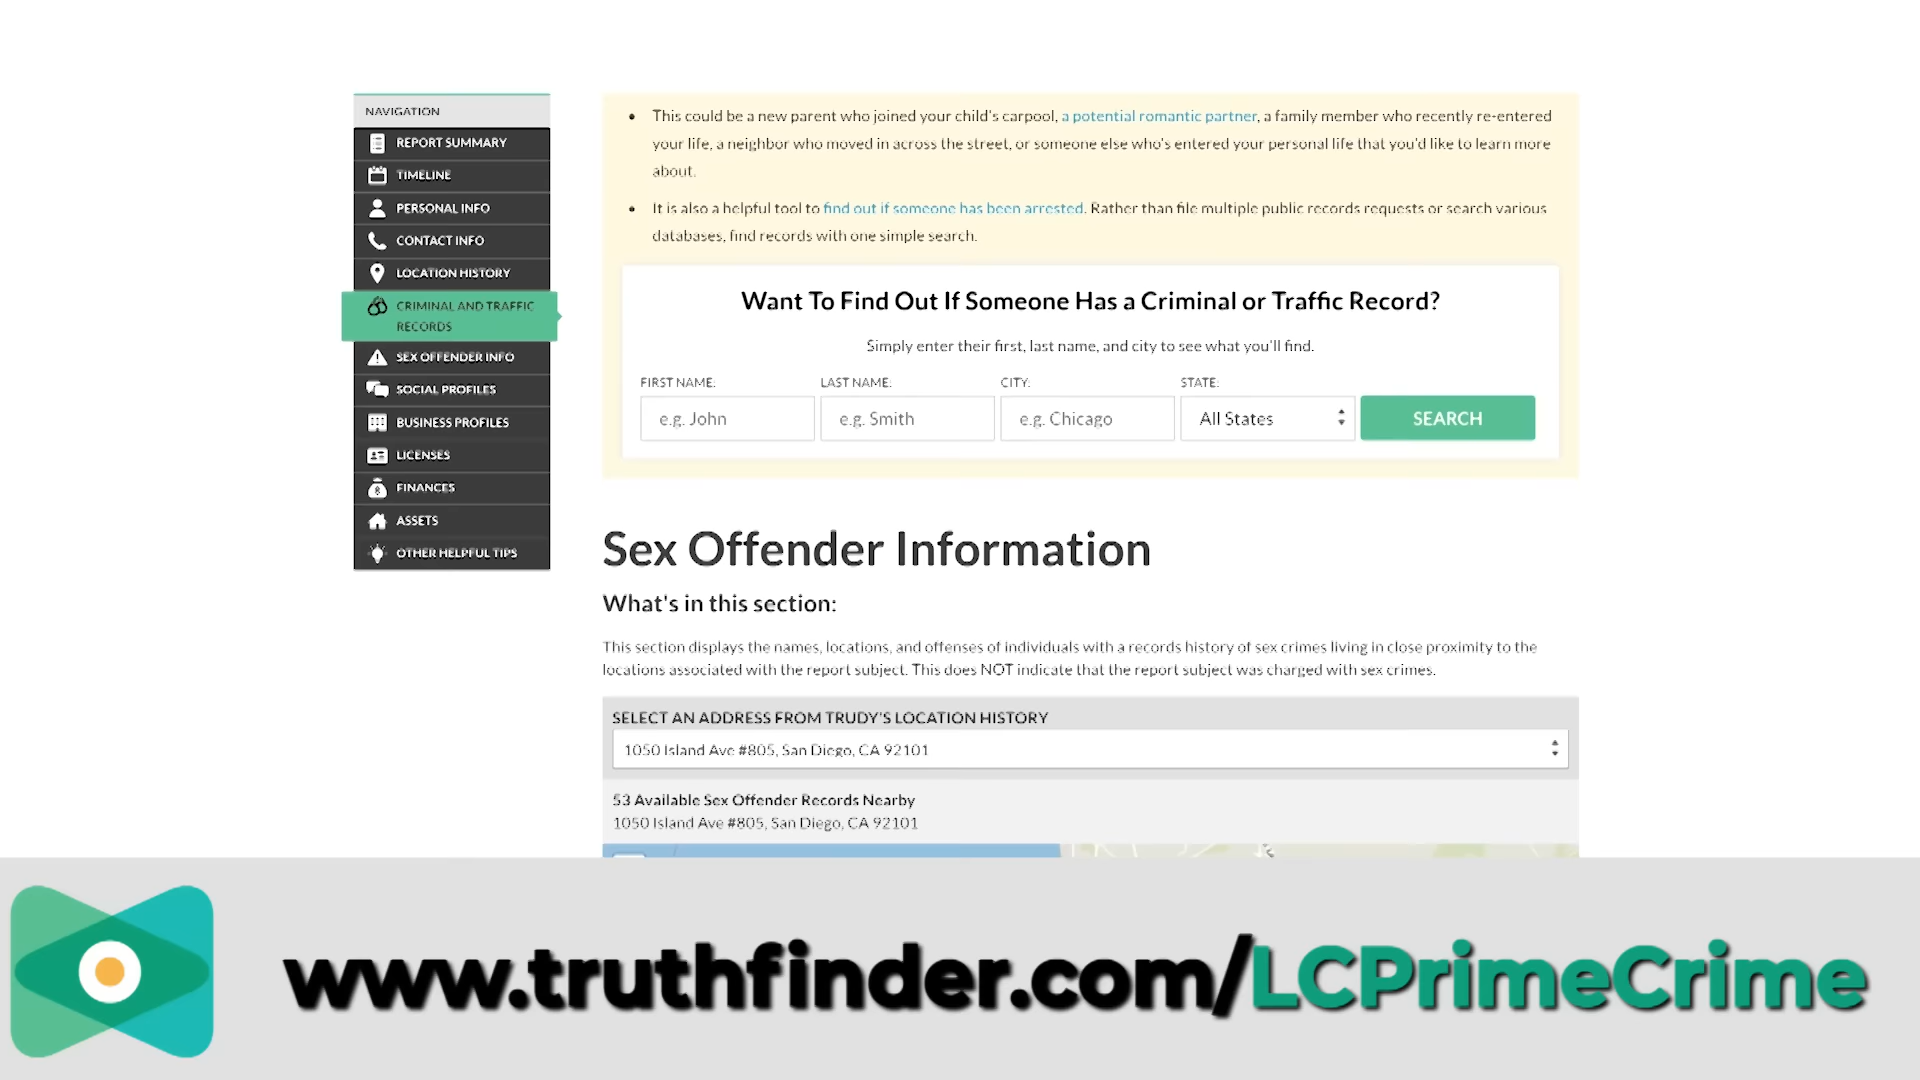 NAVIGATION
REPORT SUMMARY
TIMELINE
PERSONAL INFO
CONTACT INFO
LOCATION HISTORY
CRIMINAL AND TRAFFIC
RECORDS
SEX OFFENDER INFO
SOCIAL PROFILES
BUSINESS PROFILES
LICENSES
FINANCES
ASSETS
OTHER HELPFUL TIPS
This could be a new parent who joined your child's carpool, a potential romantic partner, a family member who recently re-entered
your life, a neighbor who moved in across the street, or someone else who's entered your personal life that you'd like to learn more
about.
It is also a helpful tool to find out if someone has been arrested. Rather than file multiple public records requests or search various
databases, find records with one simple search.
Want To Find Out If Someone Has a Criminal or Traffic Record?
Simply enter their first, last name, and city to see what you'll find.
FIRST NAME: LAST NAME: CITY: STATE:
e.g. John e.g. Smith e.g. Chicago All States SEARCH
Sex Offender Information
What's in this section:
This section displays the names, locations, and offenses of individuals with a records history of sex crimes living in close proximity to the
locations associated with the report subject. This does NOT indicate that the report subject was charged with sex crimes.
SELECT AN ADDRESS FROM TRUDY'S LOCATION HISTORY
1050 Island Ave #805, San Diego, CA 92101
53 Available Sex Offender Records Nearby
1050 Island Ave #805, San Diego, CA 92101
www.truthfinder.com/LCPrimeCrime